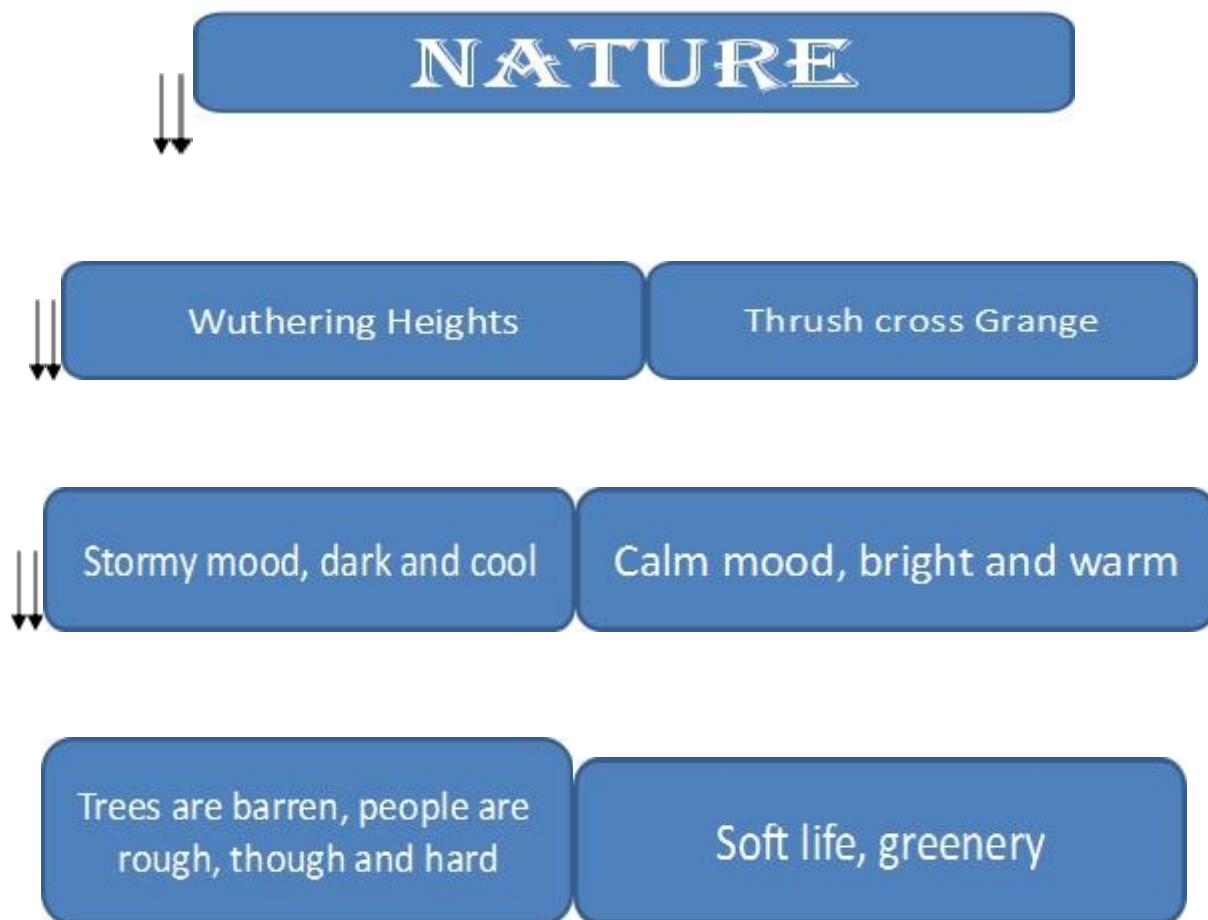 NATURE
Wuthering Heights
Thrush cross Grange
Stormy mood, dark and cool
Calm mood, bright and warm
Trees are barren, people are
rough, though and hard
Soft life, greenery